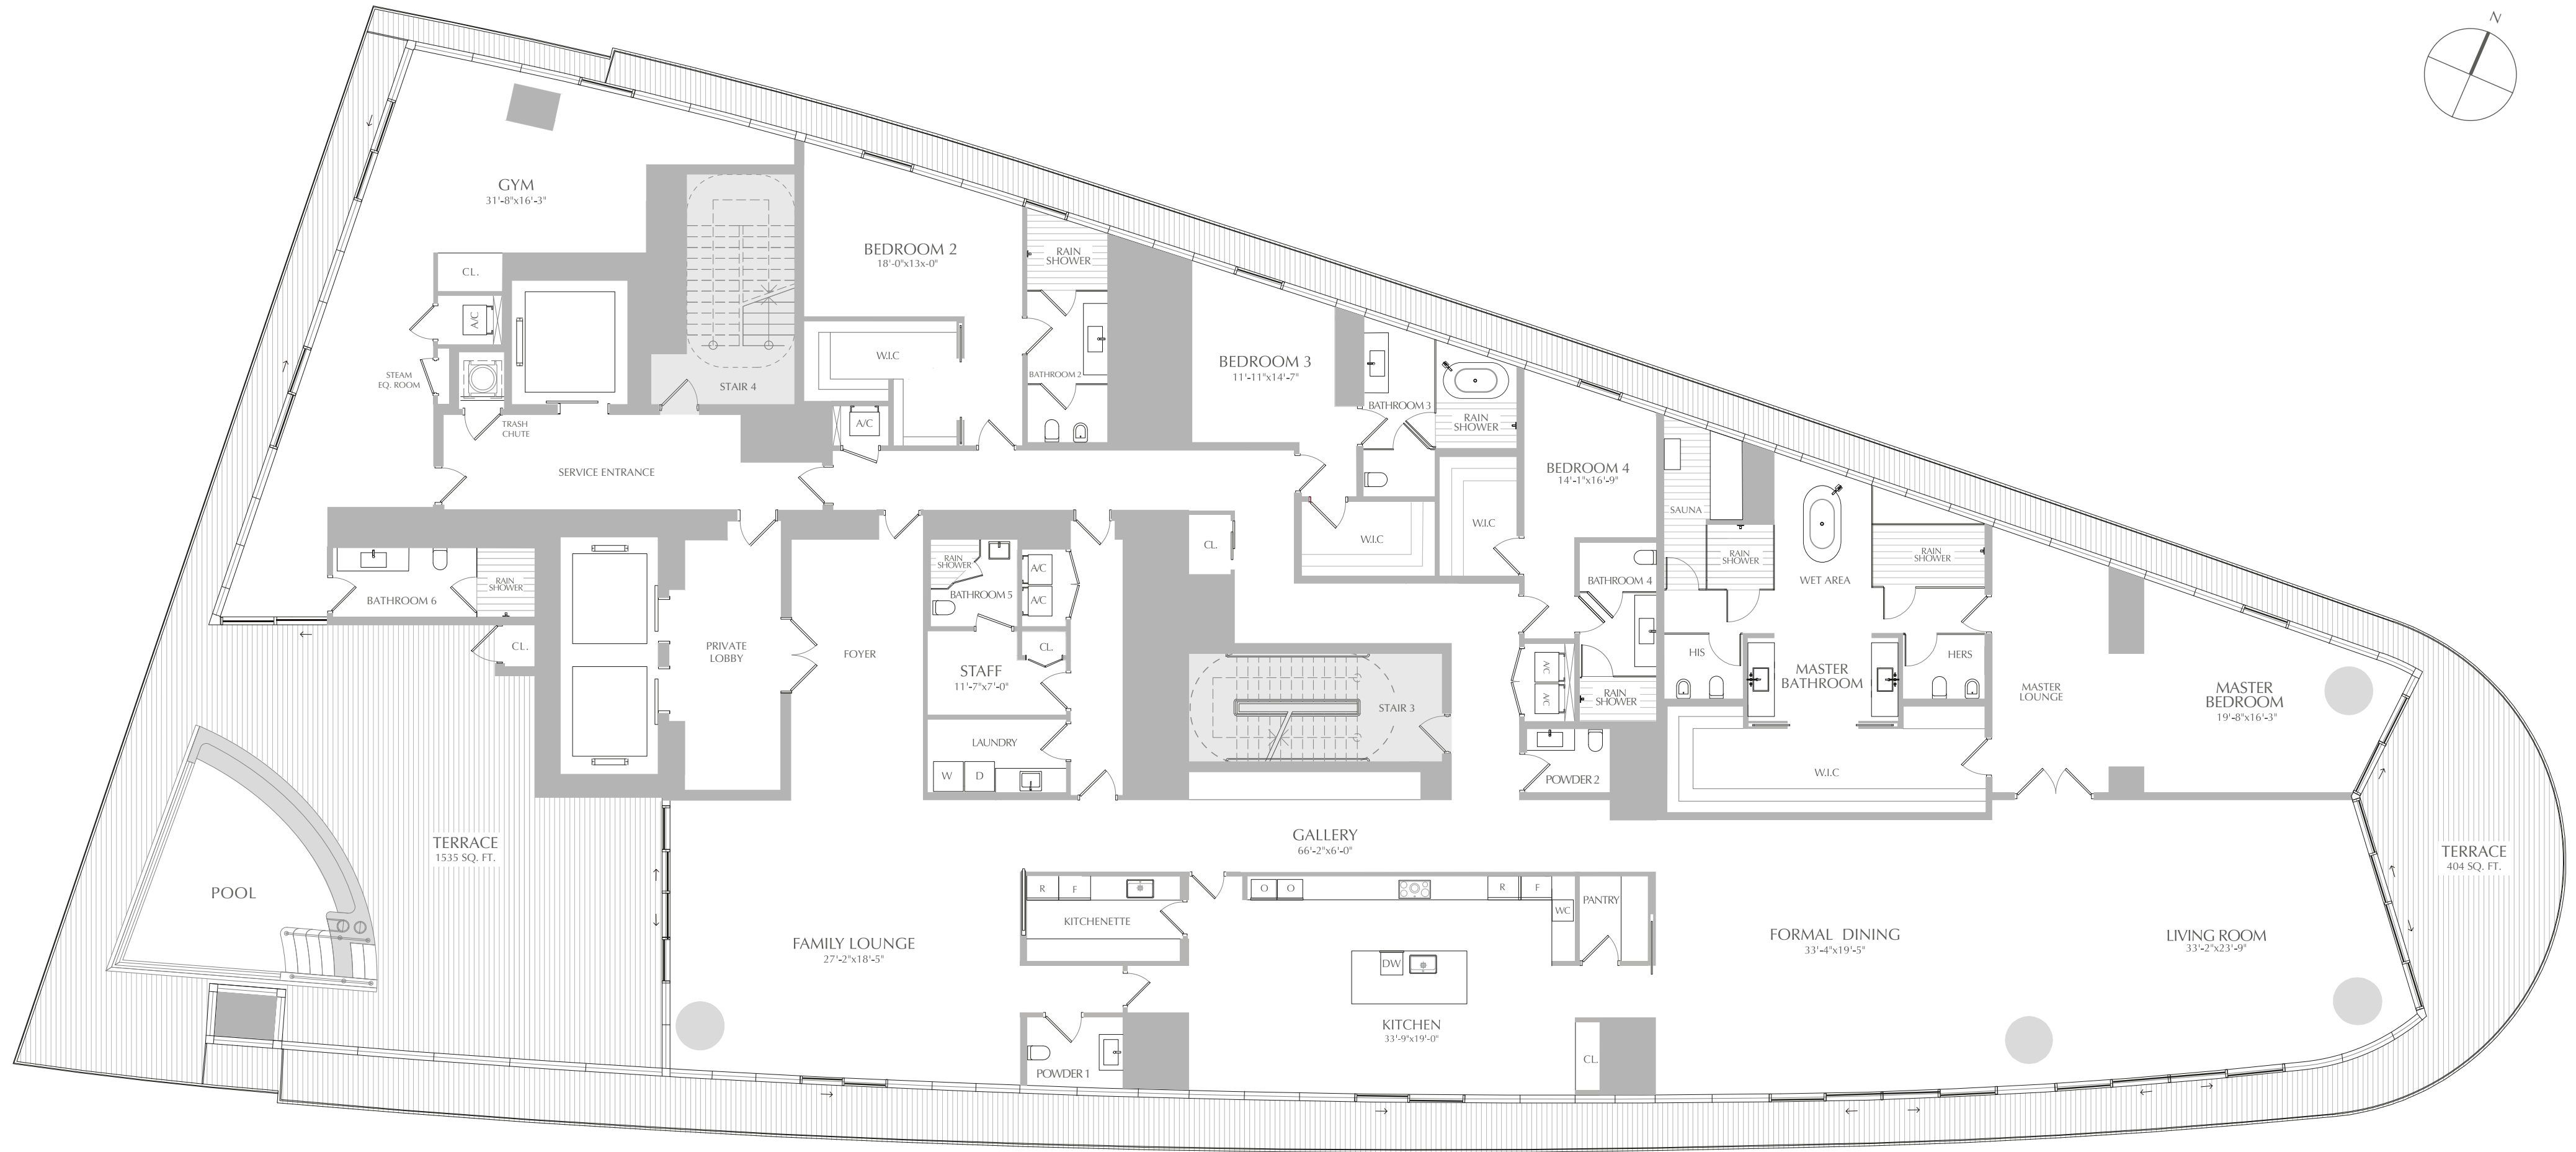 N
GYM
31'-8"x16'-3"
CL.
A/C
STEAM
EQ. ROOM
TRASH
CHUTE
STAIR 4
SERVICE ENTRANCE
BEDROOM 2
18'-0"x13x-0"
W.I.C
A/C
RAIN
SHOWER
BATHROOM 2
BEDROOM 3
11'-11"x14'-7"
BATHROOM 3
RAIN
SHOWER
W.I.C
W.I.C
CL.
BEDROOM 4
14'-1"x16'-9"
BATHROOM 4
RAIN
SHOWER
A/C
A/C
POWDER 2
SAUNA
RAIN
SHOWER
WET AREA
RAIN
SHOWER
HIS
MASTER
BATHROOM
HERS
W.I.C
MASTER
LOUNGE
MASTER
BEDROOM
19'-8"x16'-3"
BATHROOM 6
RAIN
SHOWER
CL.
PRIVATE
LOBBY
FOYER
RAIN
SHOWER
BATHROOM 5
A/C
A/C
CL.
STAFF
11'-7"x7'-0"
LAUNDRY
W
D
STAIR 3
TERRACE
1535 SQ. FT.
POOL
FAMILY LOUNGE
27'-2"x18'-5"
GALLERY
66'-2"x6'-0"
R
F
KITCHENETTE
POWDER 1
O
O
R
F
WC
PANTRY
DW
KITCHEN
33'-9"x19'-0"
CL.
FORMAL DINING
33'-4"x19'-5"
LIVING ROOM
33'-2"x23'-9"
TERRACE
404 SQ. FT.